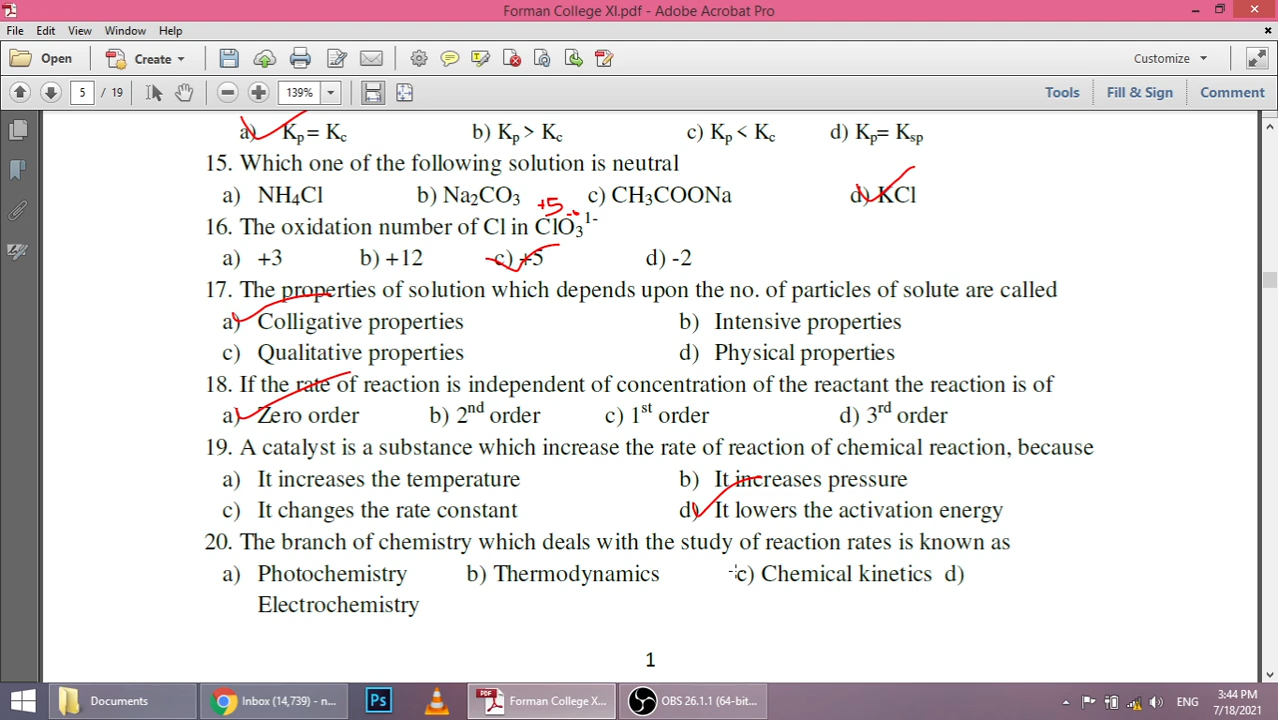 Forman College XI.pdf - Adobe Acrobat Pro
File Edit View Window Help
Open Create Customize
5 / 19 139% Tools Fill & Sign Comment
a) Kp = Kc b) Kp > Kc c) Kp < Kc d) Kp= Ksp
15. Which one of the following solution is neutral
a) NH4Cl b) Na2CO3 c) CH3COONa d) KCl
+5 -6
16. The oxidation number of Cl in ClO3 1-
a) +3 b) +12 c) +5 d) -2
17. The properties of solution which depends upon the no. of particles of solute are called
a) Colligative properties b) Intensive properties
c) Qualitative properties d) Physical properties
18. If the rate of reaction is independent of concentration of the reactant the reaction is of
a) Zero order b) 2nd order c) 1st order d) 3rd order
19. A catalyst is a substance which increase the rate of reaction of chemical reaction, because
a) It increases the temperature b) It increases pressure
c) It changes the rate constant d) It lowers the activation energy
20. The branch of chemistry which deals with the study of reaction rates is known as
a) Photochemistry b) Thermodynamics c) Chemical kinetics d)
Electrochemistry
1
Documents Inbox (14,739) - n... Ps PDF Forman College X... OBS 26.1.1 (64-bit... ENG 3:44 PM
7/18/2021